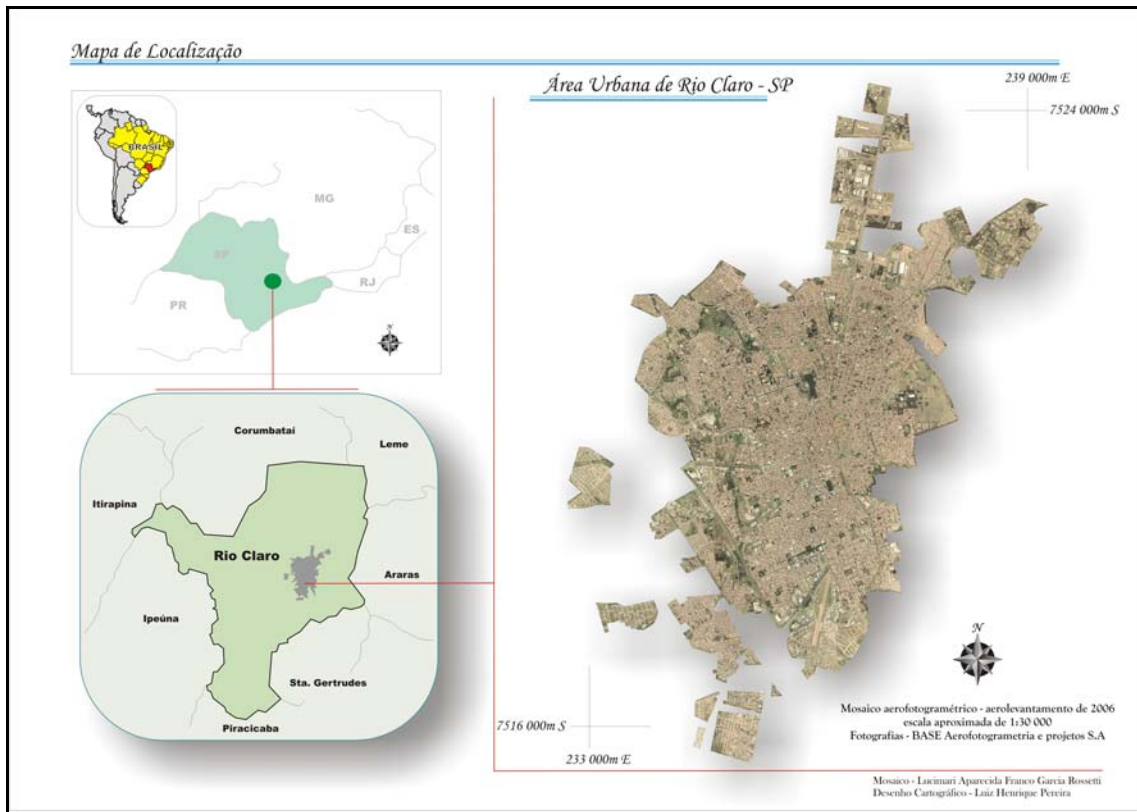 Mapa de Localização
Área Urbana de Rio Claro - SP
239 000m E
7524 000m S
BRASIL
MG
ES
SP
RJ
PR
N
Corumbataí
Leme
Itirapina
Rio Claro
Araras
Ipeúna
Sta. Gertrudes
Piracicaba
N
7516 000m S
233 000m E
Mosaico aerofotogramétrico - aerolevantamento de 2006
escala aproximada de 1:30 000
Fotografias - BASE Aerofotogrametria e projetos S.A
Mosaico - Lucimari Aparecida Franco Garcia Rossetti
Desenho Cartográfico - Luiz Henrique Pereira